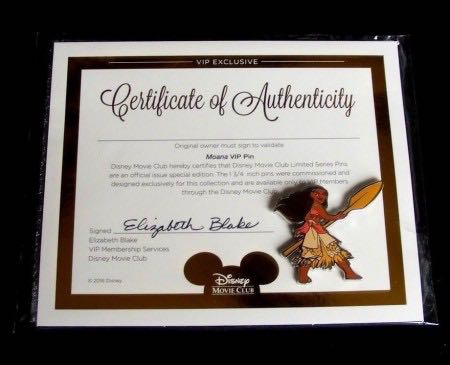 VIP EXCLUSIVE
Certificate of Authenticity
Original owner must sign to validate
Moana VIP Pin
Disney Movie Club hereby certifies that Disney Movie Club Limited Series Pins
are an official issue special edition. The 1 3/4 inch pins were commissioned and
designed exclusively for this collection and are available only to VIP Members
through the Disney Movie Club
Signed Elizabeth Blake
Elizabeth Blake
VIP Membership Services
Disney Movie Club
© 2016 Disney
Disney
MOVIE CLUB